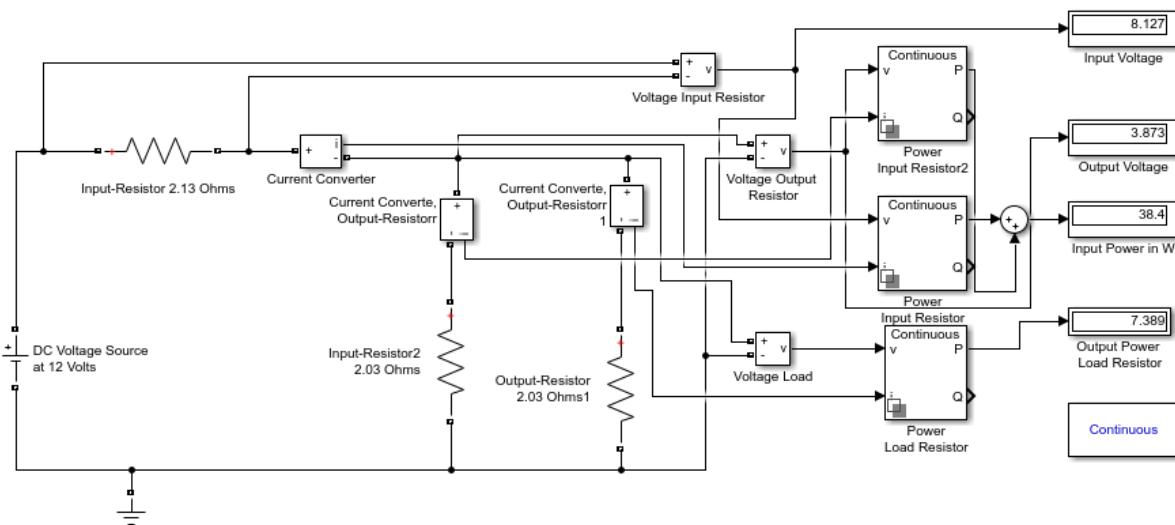 8.127
Input Voltage
Continuous
v
P
i
Q
Power
Input Resistor2
+
-
v
Voltage Input Resistor
3.873
Output Voltage
+
-
v
Voltage Output
Resistor
Input-Resistor 2.13 Ohms
+
i
-
Current Converter
Current Converte,
Output-Resistorr
+
Current Converte,
Output-Resistorr
1
+
Continuous
v
P
i
Q
Power
Input Resistor
38.4
Input Power in W
7.389
Output Power
Load Resistor
+
DC Voltage Source
at 12 Volts
Input-Resistor2
2.03 Ohms
Output-Resistor
2.03 Ohms1
+
-
v
Voltage Load
Continuous
v
P
i
Q
Power
Load Resistor
Continuous